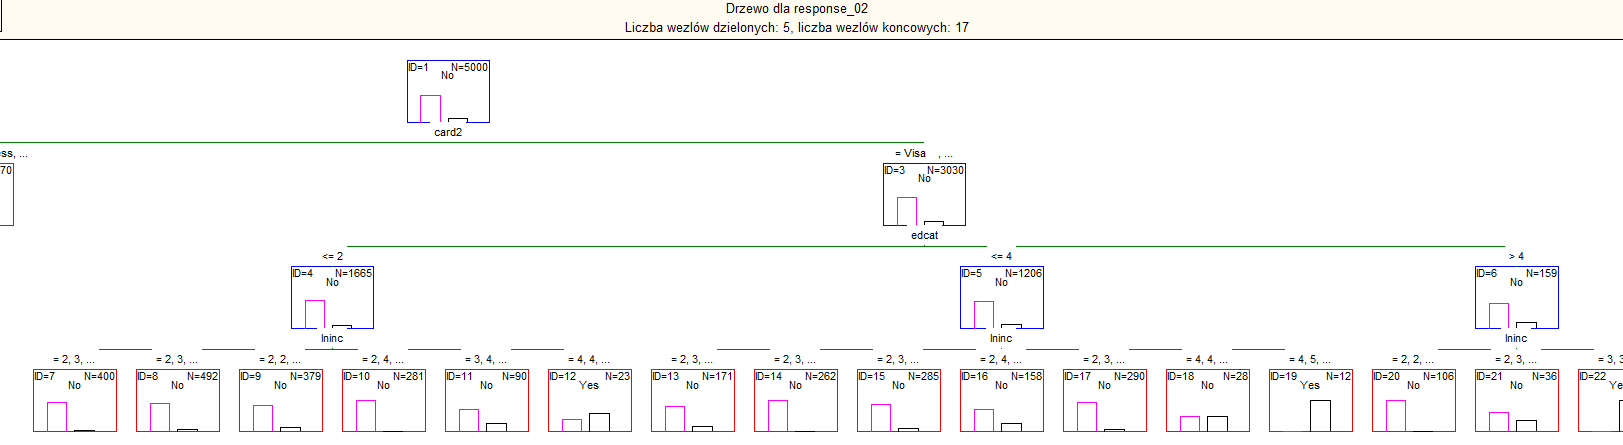 Drzewo dla response_02
Liczba wezlów dzielonych: 5, liczba wezlów koncowych: 17
ID=1 N=5000
No
card2
ess, ...
= Visa , ...
70
ID=3 N=3030
No
edcat
<= 2
<= 4
> 4
ID=4 N=1665
No
ID=5 N=1206
No
ID=6 N=159
No
lninc
lninc
lninc
= 2, 3, ...
= 2, 3, ...
= 2, 2, ...
= 2, 4, ...
= 3, 4, ...
= 4, 4, ...
= 2, 3, ...
= 2, 3, ...
= 2, 3, ...
= 2, 4, ...
= 2, 3, ...
= 4, 4, ...
= 4, 5, ...
= 2, 2, ...
= 2, 3, ...
= 3, 3
ID=7 N=400
No
ID=8 N=492
No
ID=9 N=379
No
ID=10 N=281
No
ID=11 N=90
No
ID=12 N=23
Yes
ID=13 N=171
No
ID=14 N=262
No
ID=15 N=285
No
ID=16 N=158
No
ID=17 N=290
No
ID=18 N=28
No
ID=19 N=12
Yes
ID=20 N=106
No
ID=21 N=36
No
ID=22
Ye